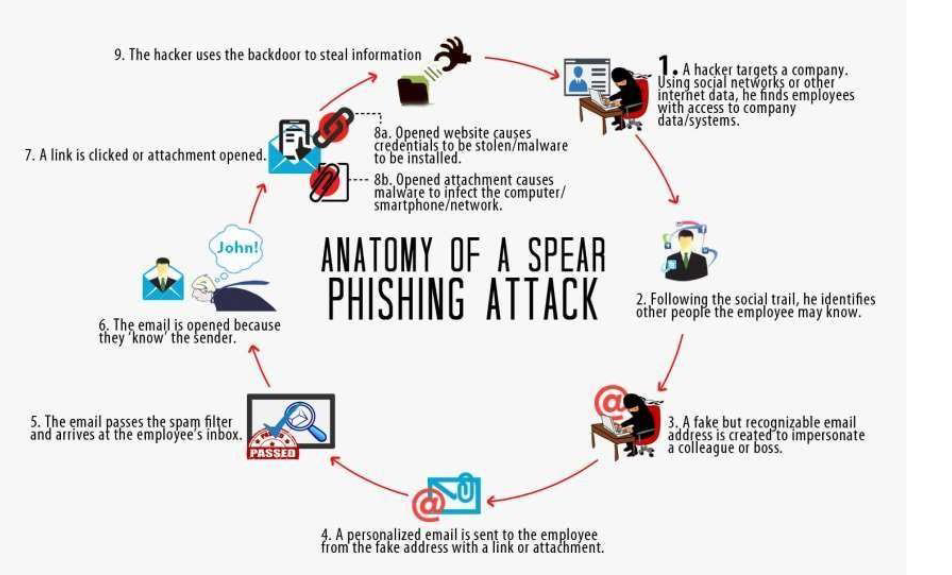 9. The hacker uses the backdoor to steal information
1. A hacker targets a company.
Using social networks or other
internet data, he finds employees
with access to company
data/systems.
8a. Opened website causes
credentials to be stolen/malware
to be installed.
7. A link is clicked or attachment opened.
8b. Opened attachment causes
malware to infect the computer/
smartphone/network.
John!
ANATOMY OF A SPEAR
PHISHING ATTACK
2. Following the social trail, he identifies
other people the employee may know.
6. The email is opened because
they 'know' the sender.
@
3. A fake but recognizable email
address is created to impersonate
a colleague or boss.
5. The email passes the spam filter
and arrives at the employee's inbox.
PASSED
@
4. A personalized email is sent to the employee
from the fake address with a link or attachment.